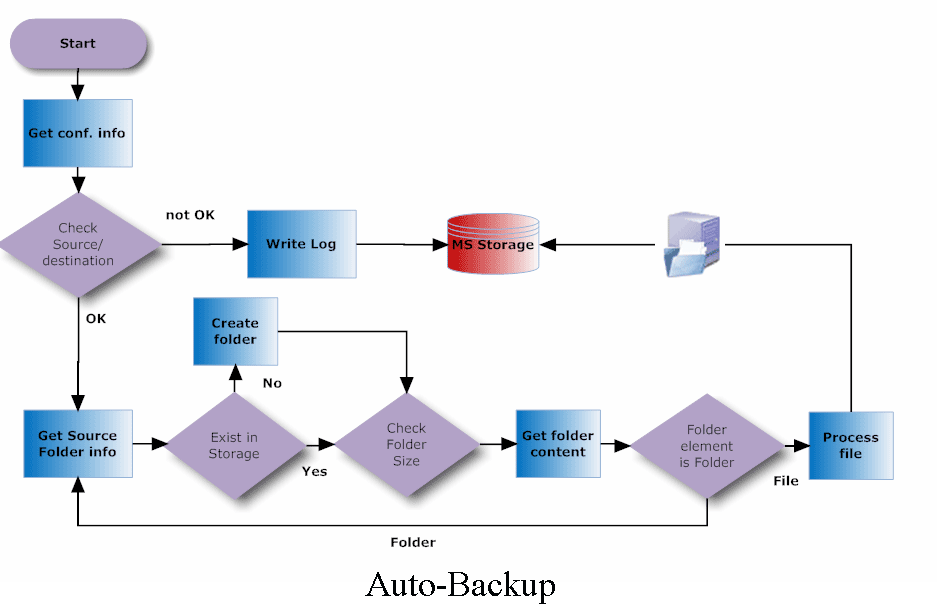 Start
Get conf. info
Check
Source/
destination
not OK
Write Log
MS Storage
OK
Create
folder
No
Get Source
Folder info
Exist in
Storage
Yes
Check
Folder
Size
Get folder
content
Folder
element
is Folder
File
Process
file
Folder
Auto-Backup